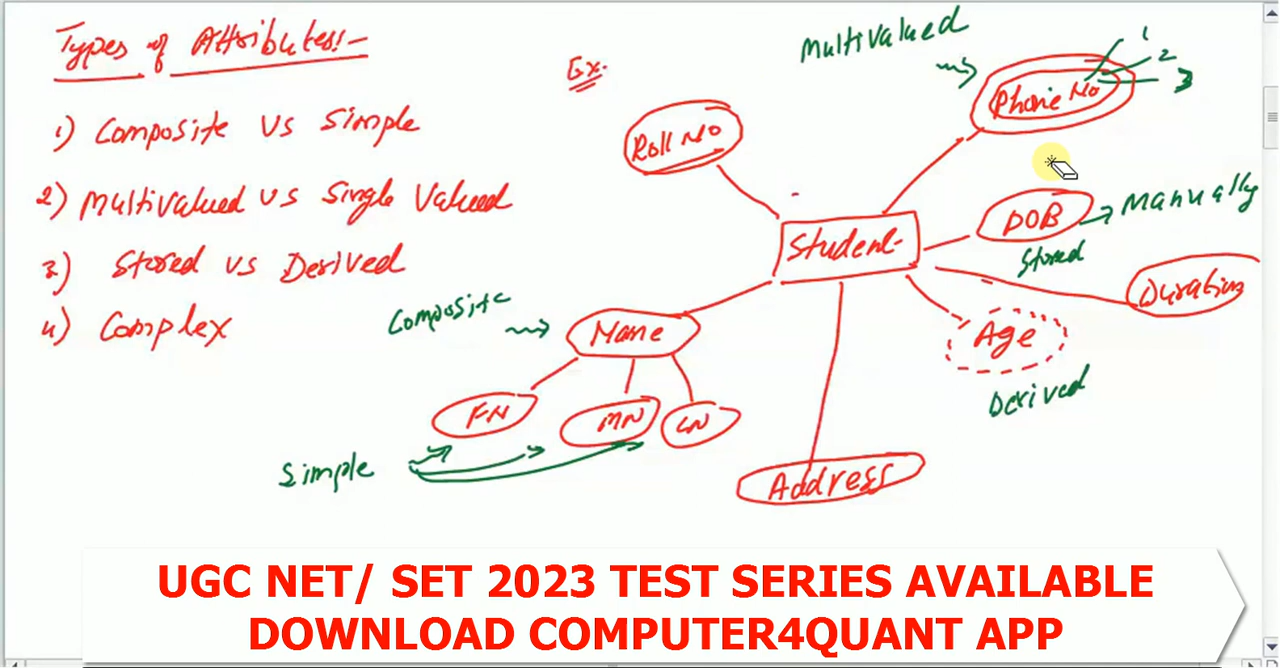 Types of Attributes:-
1) Composite vs Simple
2) Multivalued vs Single Valued
3) Stored vs Derived
4) Complex
Ex.
Multivalued
Phone No
1
2
3
Roll No
Student
DOB
Manually
Stored
Duration
Age
Derived
Composite
Name
FN
MN
LN
Simple
Address
UGC NET/ SET 2023 TEST SERIES AVAILABLE
DOWNLOAD COMPUTER4QUANT APP